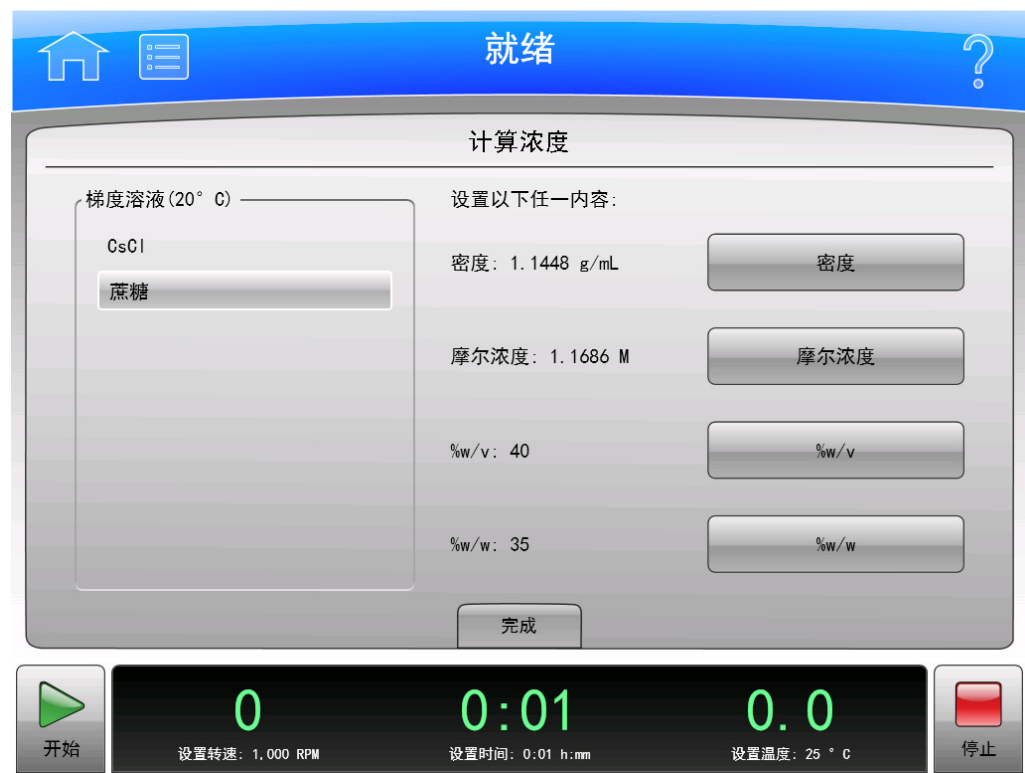 就绪
计算浓度
梯度溶液(20° C)
CsCl
蔗糖
设置以下任一内容:
密度: 1.1448 g/mL
密度
摩尔浓度: 1.1686 M
摩尔浓度
%w/v: 40
%w/v
%w/w: 35
%w/w
完成
开始
0
设置转速: 1,000 RPM
0:01
设置时间: 0:01 h:mm
0.0
设置温度: 25 ° C
停止